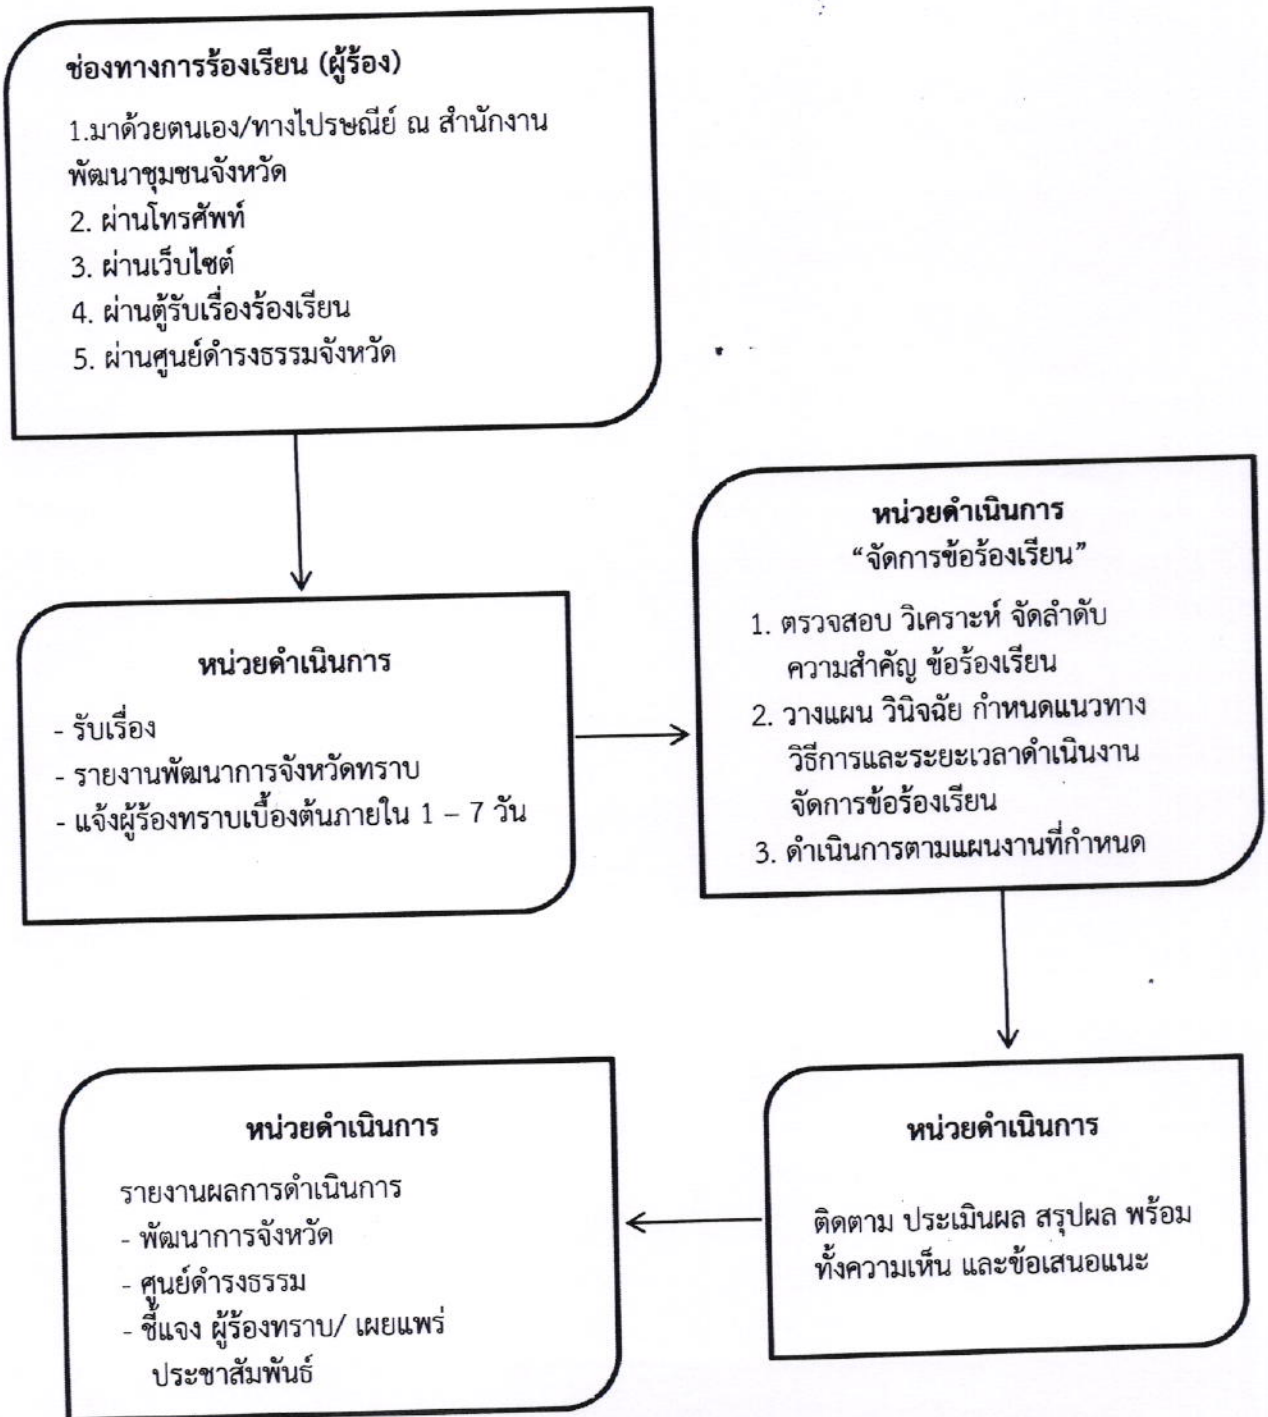 ช่องทางการร้องเรียน (ผู้ร้อง)
1.มาด้วยตนเอง/ทางไปรษณีย์ ณ สำนักงาน
พัฒนาชุมชนจังหวัด
2. ผ่านโทรศัพท์
3. ผ่านเว็บไซต์
4. ผ่านตู้รับเรื่องร้องเรียน
5. ผ่านศูนย์ดำรงธรรมจังหวัด
หน่วยดำเนินการ
- รับเรื่อง
- รายงานพัฒนาการจังหวัดทราบ
- แจ้งผู้ร้องทราบเบื้องต้นภายใน 1 – 7 วัน
หน่วยดำเนินการ
“จัดการข้อร้องเรียน”
1. ตรวจสอบ วิเคราะห์ จัดลำดับ
ความสำคัญ ข้อร้องเรียน
2. วางแผน วินิจฉัย กำหนดแนวทาง
วิธีการและระยะเวลาดำเนินงาน
จัดการข้อร้องเรียน
3. ดำเนินการตามแผนงานที่กำหนด
หน่วยดำเนินการ
ติดตาม ประเมินผล สรุปผล พร้อม
ทั้งความเห็น และข้อเสนอแนะ
หน่วยดำเนินการ
รายงานผลการดำเนินการ
- พัฒนาการจังหวัด
- ศูนย์ดำรงธรรม
- ชี้แจง ผู้ร้องทราบ/ เผยแพร่
ประชาสัมพันธ์